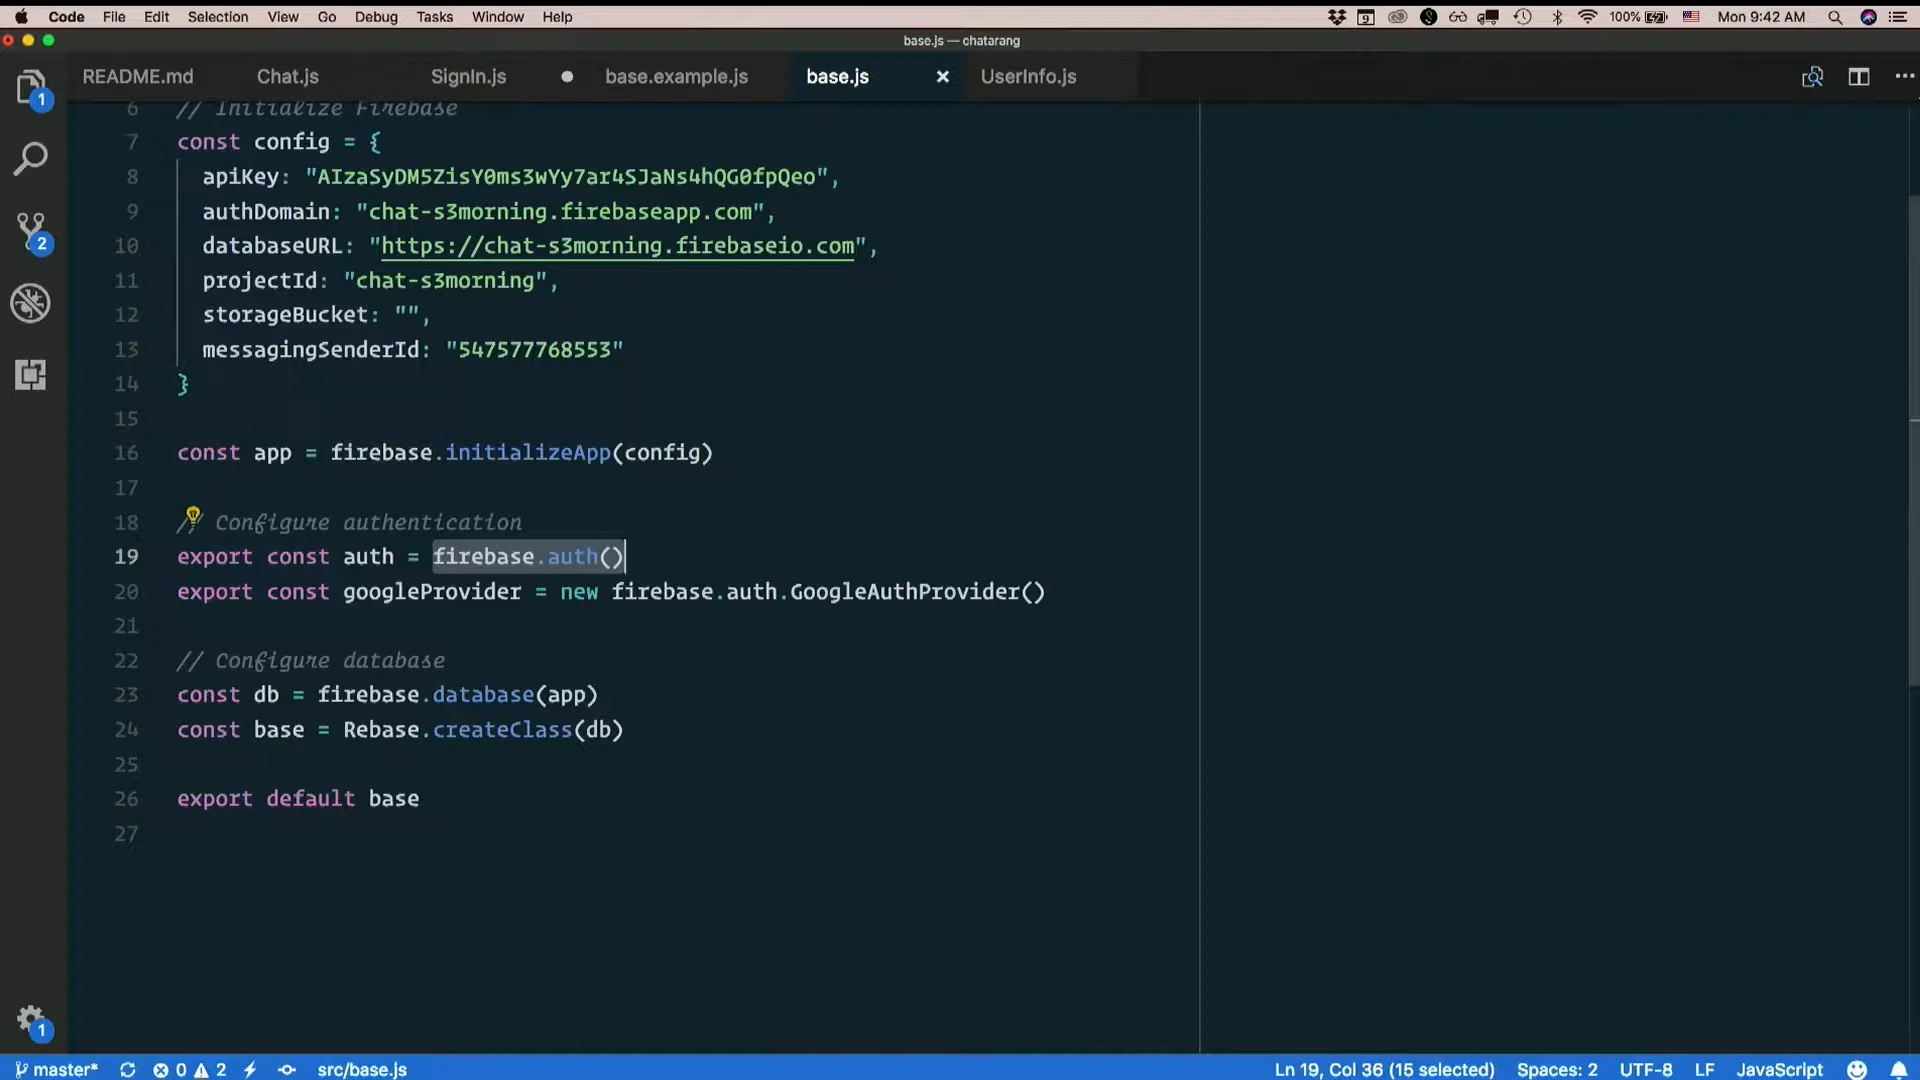 Code File Edit Selection View Go Debug Tasks Window Help 9 100% Mon 9:42 AM
base.js — chatarang
README.md Chat.js SignIn.js base.example.js base.js UserInfo.js
1
2
1
6 // Initialize Firebase
7 const config = {
8 apiKey: "AIzaSyDM5ZisY0ms3wYy7ar4SJaNs4hQG0fpQeo",
9 authDomain: "chat-s3morning.firebaseapp.com",
10 databaseURL: "https://chat-s3morning.firebaseio.com",
11 projectId: "chat-s3morning",
12 storageBucket: "",
13 messagingSenderId: "547577768553"
14 }
15
16 const app = firebase.initializeApp(config)
17
18 // Configure authentication
19 export const auth = firebase.auth()
20 export const googleProvider = new firebase.auth.GoogleAuthProvider()
21
22 // Configure database
23 const db = firebase.database(app)
24 const base = Rebase.createClass(db)
25
26 export default base
27
master* 0 2 src/base.js Ln 19, Col 36 (15 selected) Spaces: 2 UTF-8 LF JavaScript